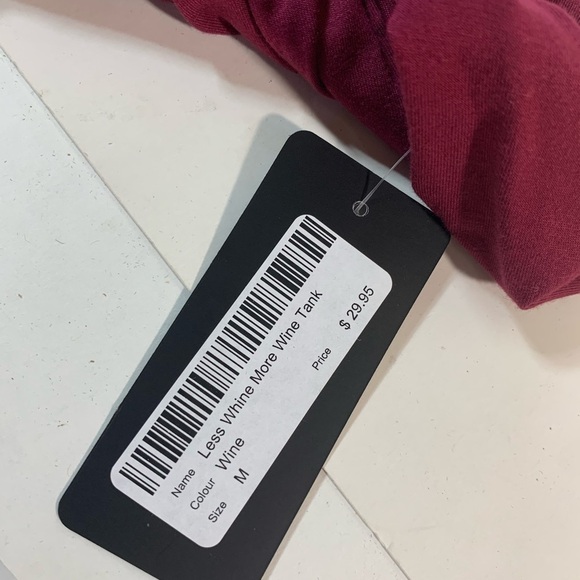 Name Less Whine More Wine Tank
Colour Wine
Size M
Price $ 29.95